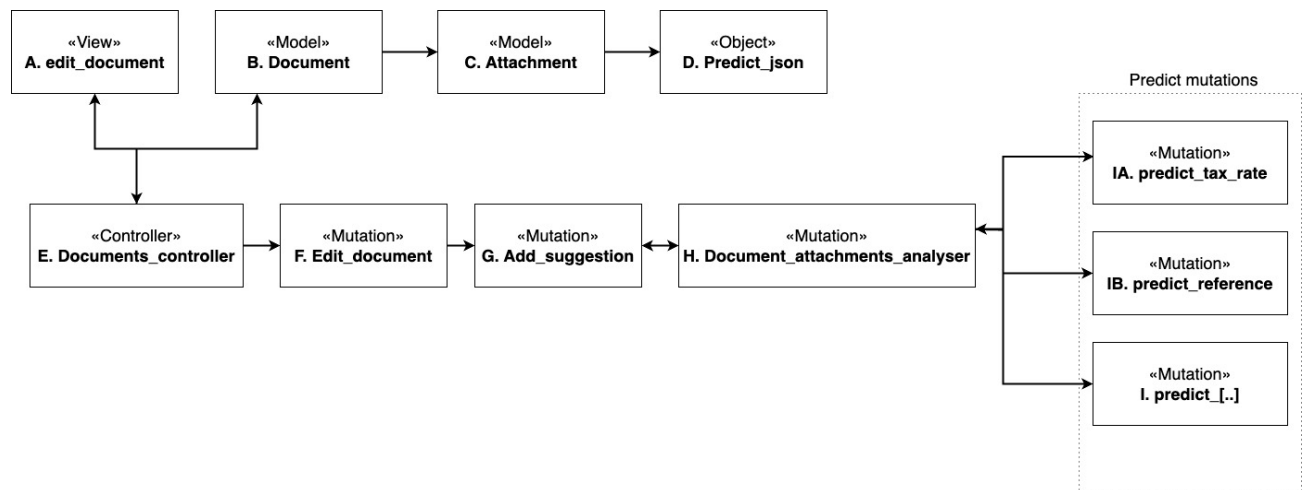 «View»
A. edit_document
«Model»
B. Document
«Model»
C. Attachment
«Object»
D. Predict_json
Predict mutations
«Mutation»
IA. predict_tax_rate
«Controller»
E. Documents_controller
«Mutation»
F. Edit_document
«Mutation»
G. Add_suggestion
«Mutation»
H. Document_attachments_analyser
«Mutation»
IB. predict_reference
«Mutation»
I. predict_[..]